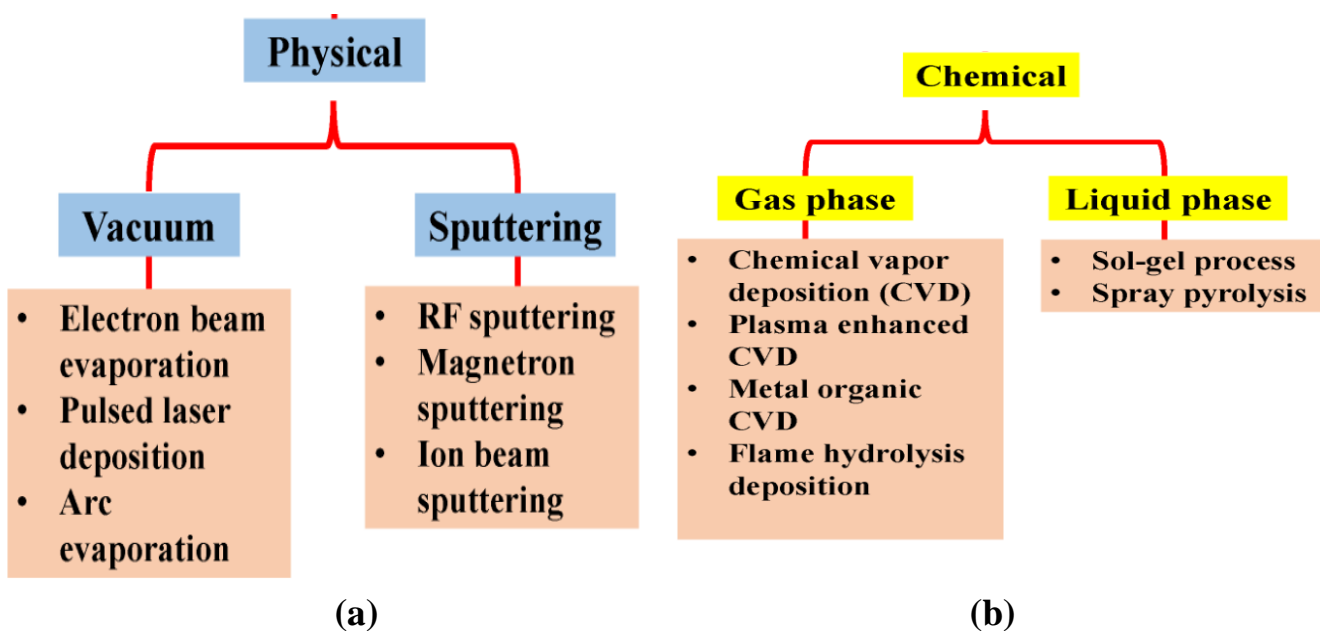 Physical
Vacuum
Sputtering
• Electron beam
evaporation
• Pulsed laser
deposition
• Arc
evaporation
• RF sputtering
• Magnetron
sputtering
• Ion beam
sputtering
(a)
Chemical
Gas phase
Liquid phase
• Chemical vapor
deposition (CVD)
• Plasma enhanced
CVD
• Metal organic
CVD
• Flame hydrolysis
deposition
• Sol-gel process
• Spray pyrolysis
(b)